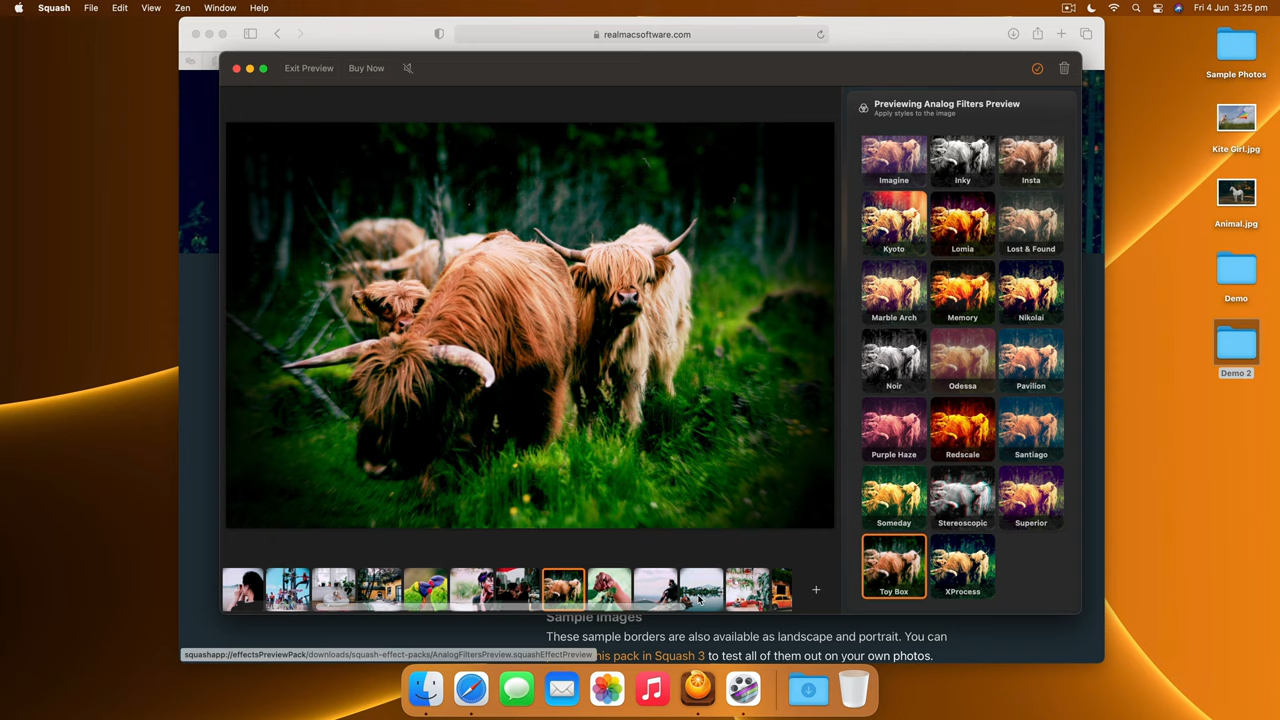 Squash File Edit View Zen Window Help
Fri 4 Jun 3:25 pm
realmacsoftware.com
Exit Preview Buy Now
Previewing Analog Filters Preview
Apply styles to the image
Imagine Inky Insta
Kyoto Lomia Lost & Found
Marble Arch Memory Nikolai
Noir Odessa Pavilion
Purple Haze Redscale Santiago
Someday Stereoscopic Superior
Toy Box XProcess
Sample Images
These sample borders are also available as landscape and portrait. You can
this pack in Squash 3 to test all of them out on your own photos.
squashapp://effectsPreviewPack/downloads/squash-effect-packs/AnalogFiltersPreview.squashEffectPreview
Sample Photos
Kite Girl.jpg
Animal.jpg
Demo
Demo 2